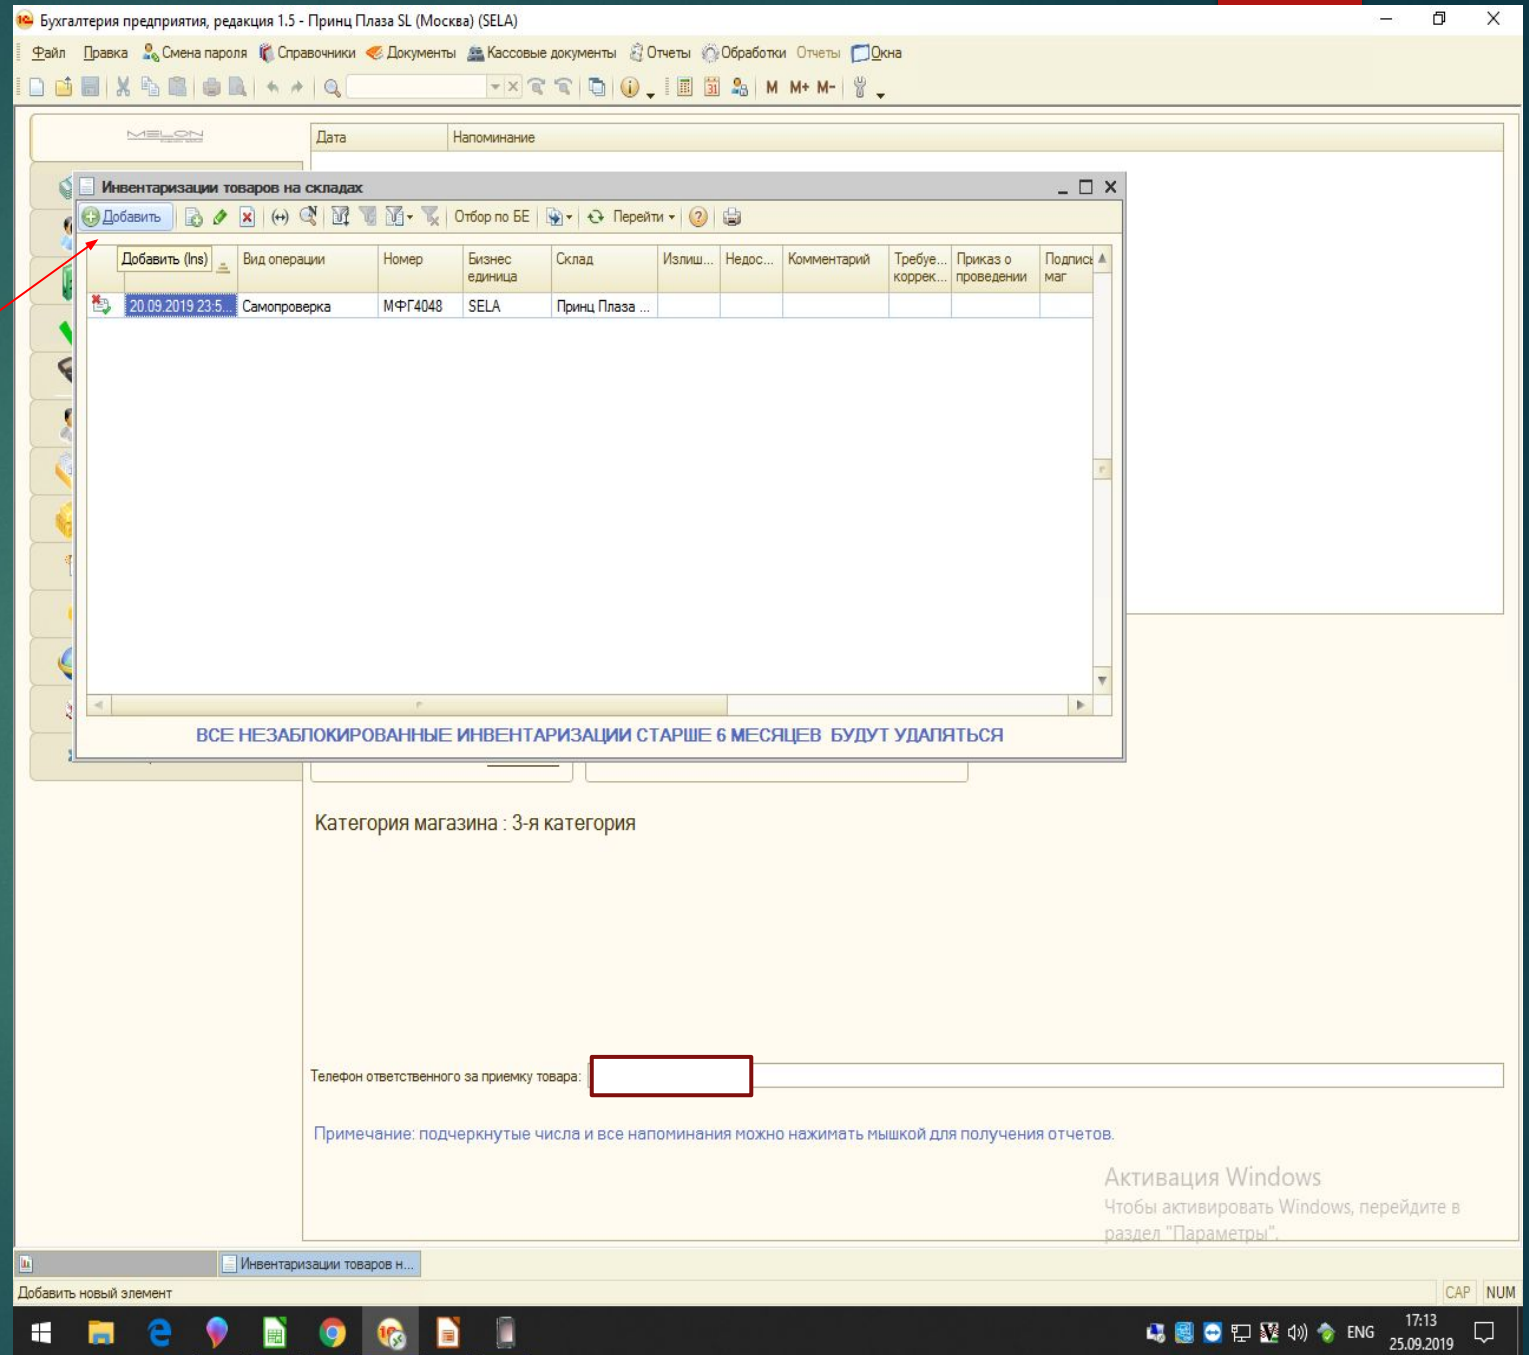 Бухгалтерия предприятия, редакция 1.5 - Принц Плаза SL (Москва) (SELA)
Файл Правка Смена пароля Справочники Документы Кассовые документы Отчеты Обработки Отчеты Окна
M M+ M-
MELON
Дата Напоминание
Инвентаризации товаров на складах
Добавить Отбор по БЕ Перейти
Добавить (Ins) Вид операции Номер Бизнес единица Склад Излиш... Недос... Комментарий Требуе... коррек... Приказ о проведении Подпись маг
20.09.2019 23:5... Самопроверка МФГ4048 SELA Принц Плаза ...
ВСЕ НЕЗАБЛОКИРОВАННЫЕ ИНВЕНТАРИЗАЦИИ СТАРШЕ 6 МЕСЯЦЕВ БУДУТ УДАЛЯТЬСЯ
Категория магазина : 3-я категория
Телефон ответственного за приемку товара:
Примечание: подчеркнутые числа и все напоминания можно нажимать мышкой для получения отчетов.
Активация Windows
Чтобы активировать Windows, перейдите в
раздел "Параметры".
Инвентаризации товаров н...
Добавить новый элемент
CAP NUM
ENG
17:13
25.09.2019